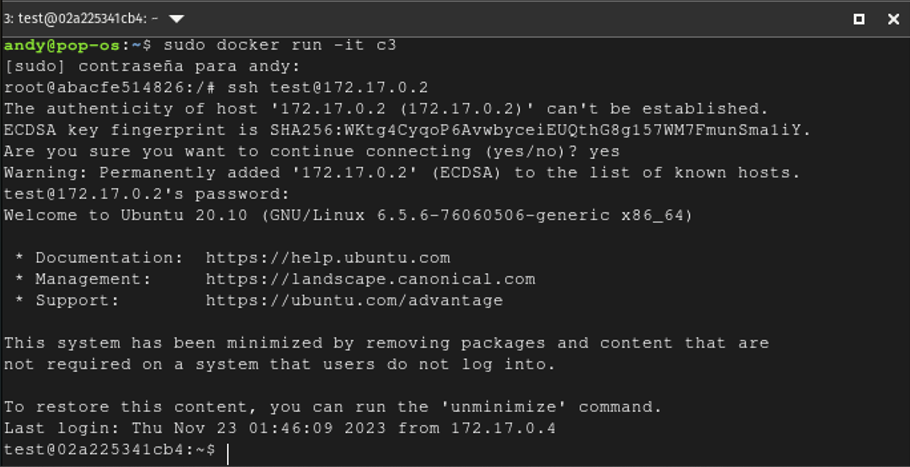 3: test@02a225341cb4: ~
andy@pop-os:~$ sudo docker run -it c3
[sudo] contraseña para andy:
root@abacfe514826:/# ssh test@172.17.0.2
The authenticity of host '172.17.0.2 (172.17.0.2)' can't be established.
ECDSA key fingerprint is SHA256:WKtg4CyqoP6AvwbyceiEUQthG8g157WM7FmunSma1iY.
Are you sure you want to continue connecting (yes/no)? yes
Warning: Permanently added '172.17.0.2' (ECDSA) to the list of known hosts.
test@172.17.0.2's password:
Welcome to Ubuntu 20.10 (GNU/Linux 6.5.6-76060506-generic x86_64)
* Documentation:  https://help.ubuntu.com
* Management:     https://landscape.canonical.com
* Support:        https://ubuntu.com/advantage
This system has been minimized by removing packages and content that are
not required on a system that users do not log into.
To restore this content, you can run the 'unminimize' command.
Last login: Thu Nov 23 01:46:09 2023 from 172.17.0.4
test@02a225341cb4:~$